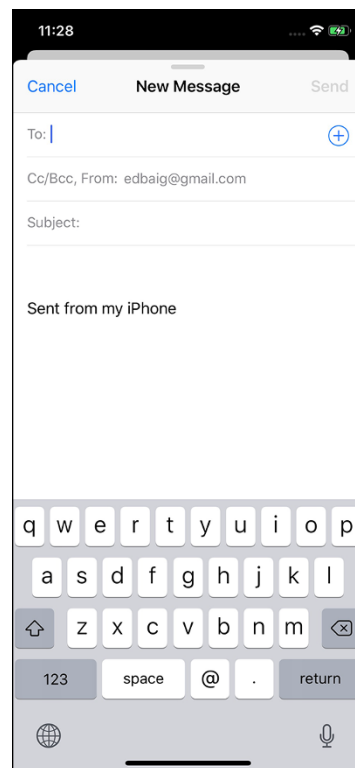 11:28
Cancel New Message Send
To:
Cc/Bcc, From: edbaig@gmail.com
Subject:
Sent from my iPhone
q w e r t y u i o p
a s d f g h j k l
z x c v b n m
123 space @ . return